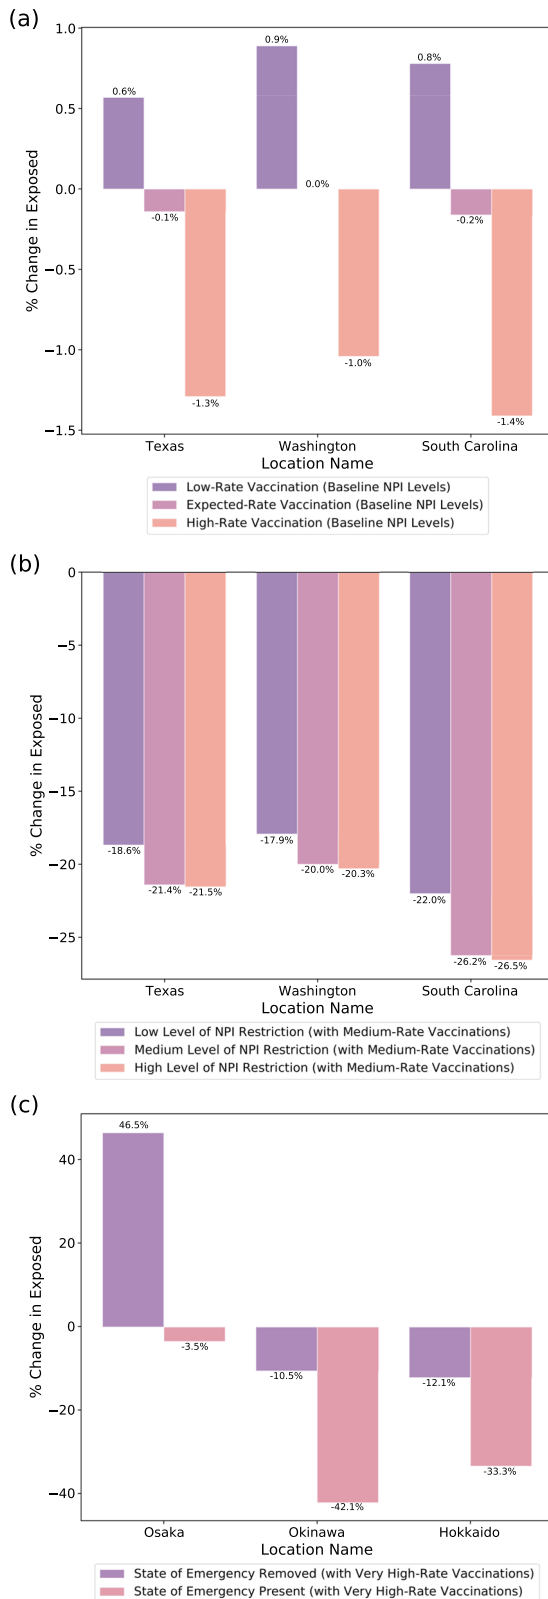 (a)
1.0
0.5
0.0
−0.5
−1.0
−1.5
% Change in Exposed
0.6%
-0.1%
-1.3%
0.9%
0.0%
-1.0%
0.8%
-0.2%
-1.4%
Texas
Washington
South Carolina
Location Name
Low-Rate Vaccination (Baseline NPI Levels)
Expected-Rate Vaccination (Baseline NPI Levels)
High-Rate Vaccination (Baseline NPI Levels)
(b)
0
−5
−10
−15
−20
−25
% Change in Exposed
-18.6%
-21.4%
-21.5%
-17.9%
-20.0%
-20.3%
-22.0%
-26.2%
-26.5%
Texas
Washington
South Carolina
Location Name
Low Level of NPI Restriction (with Medium-Rate Vaccinations)
Medium Level of NPI Restriction (with Medium-Rate Vaccinations)
High Level of NPI Restriction (with Medium-Rate Vaccinations)
(c)
40
20
0
−20
−40
% Change in Exposed
46.5%
-3.5%
-10.5%
-42.1%
-12.1%
-33.3%
Osaka
Okinawa
Hokkaido
Location Name
State of Emergency Removed (with Very High-Rate Vaccinations)
State of Emergency Present (with Very High-Rate Vaccinations)